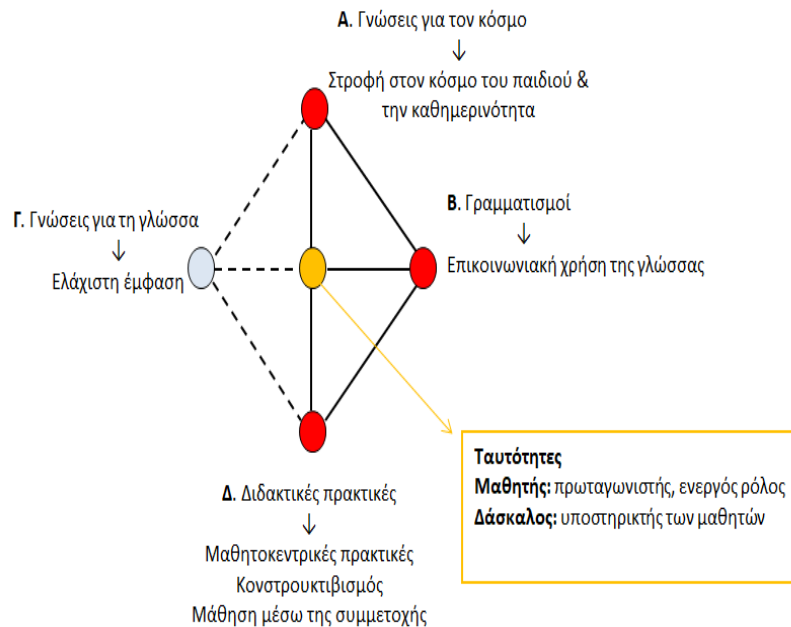 Α. Γνώσεις για τον κόσμο
Στροφή στον κόσμο του παιδιού &
την καθημερινότητα
Β. Γραμματισμοί
Επικοινωνιακή χρήση της γλώσσας
Γ. Γνώσεις για τη γλώσσα
Ελάχιστη έμφαση
Δ. Διδακτικές πρακτικές
Μαθητοκεντρικές πρακτικές
Κονστρουκτιβισμός
Μάθηση μέσω της συμμετοχής
Ταυτότητες
Μαθητής: πρωταγωνιστής, ενεργός ρόλος
Δάσκαλος: υποστηρικτής των μαθητών